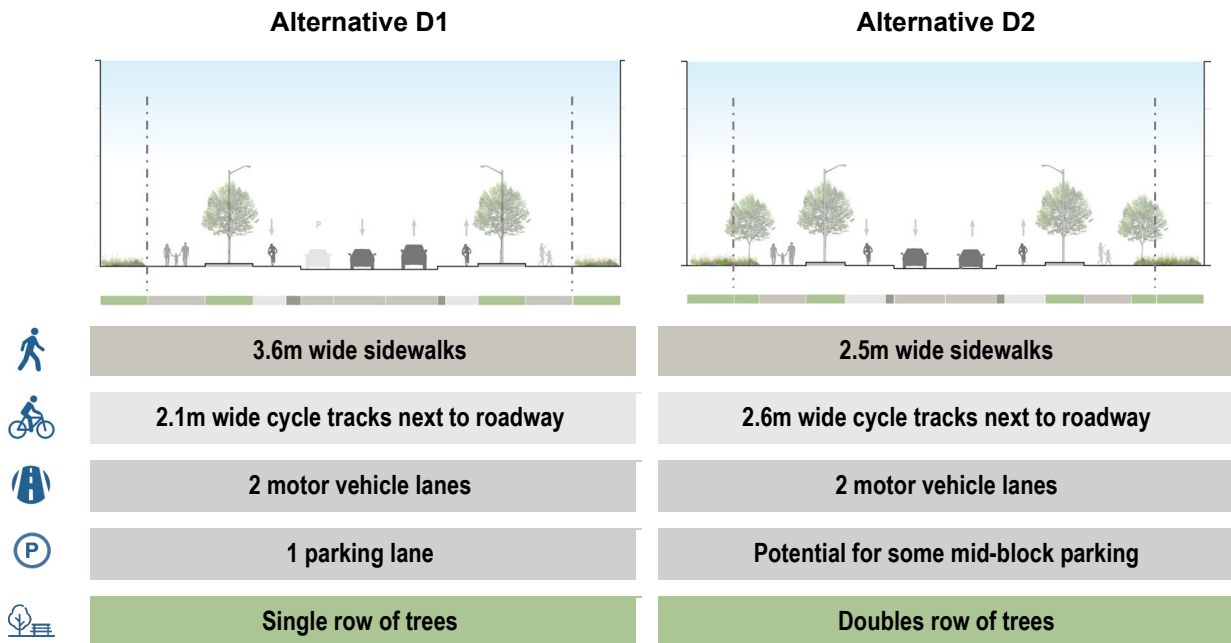 Alternative D1
Alternative D2
P
3.6m wide sidewalks
2.5m wide sidewalks
2.1m wide cycle tracks next to roadway
2.6m wide cycle tracks next to roadway
2 motor vehicle lanes
2 motor vehicle lanes
P
1 parking lane
Potential for some mid-block parking
Single row of trees
Doubles row of trees